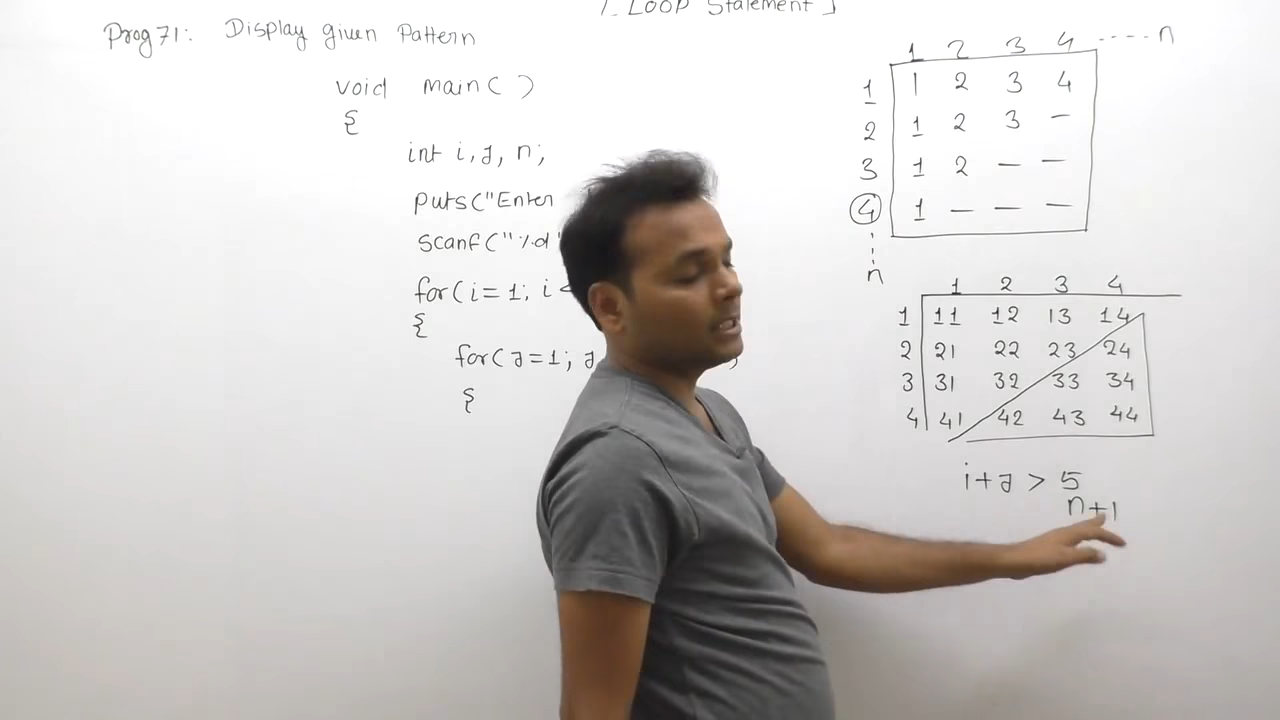 [ Loop Statement ]
Prog 71: Display given Pattern
void main( )
{
int i, j, n;
puts("Enter
scanf("%d"
for(i=1; i <
{
for(j=1; j
;
{
1 2 3 4 ----- n
1 1 2 3 4
2 1 2 3 —
3 1 2 — —
4 1 — — —
n
1 2 3 4
1 11 12 13 14
2 21 22 23 24
3 31 32 33 34
4 41 42 43 44
i+j > 5
n+1